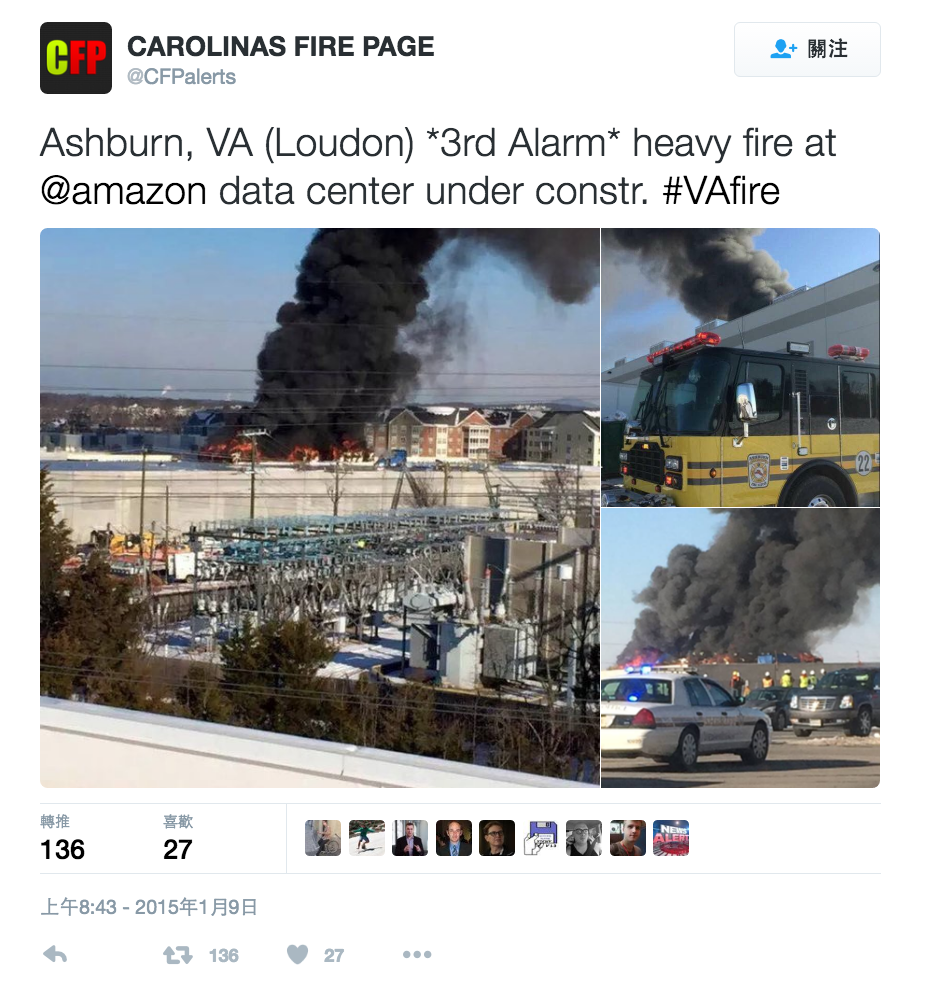 CFP
CAROLINAS FIRE PAGE
@CFPalerts
關注
Ashburn, VA (Loudon) *3rd Alarm* heavy fire at
@amazon data center under constr. #VAfire
22
轉推
喜歡
136
27
NEWS
ALERT
上午8:43 - 2015年1月9日
136
27